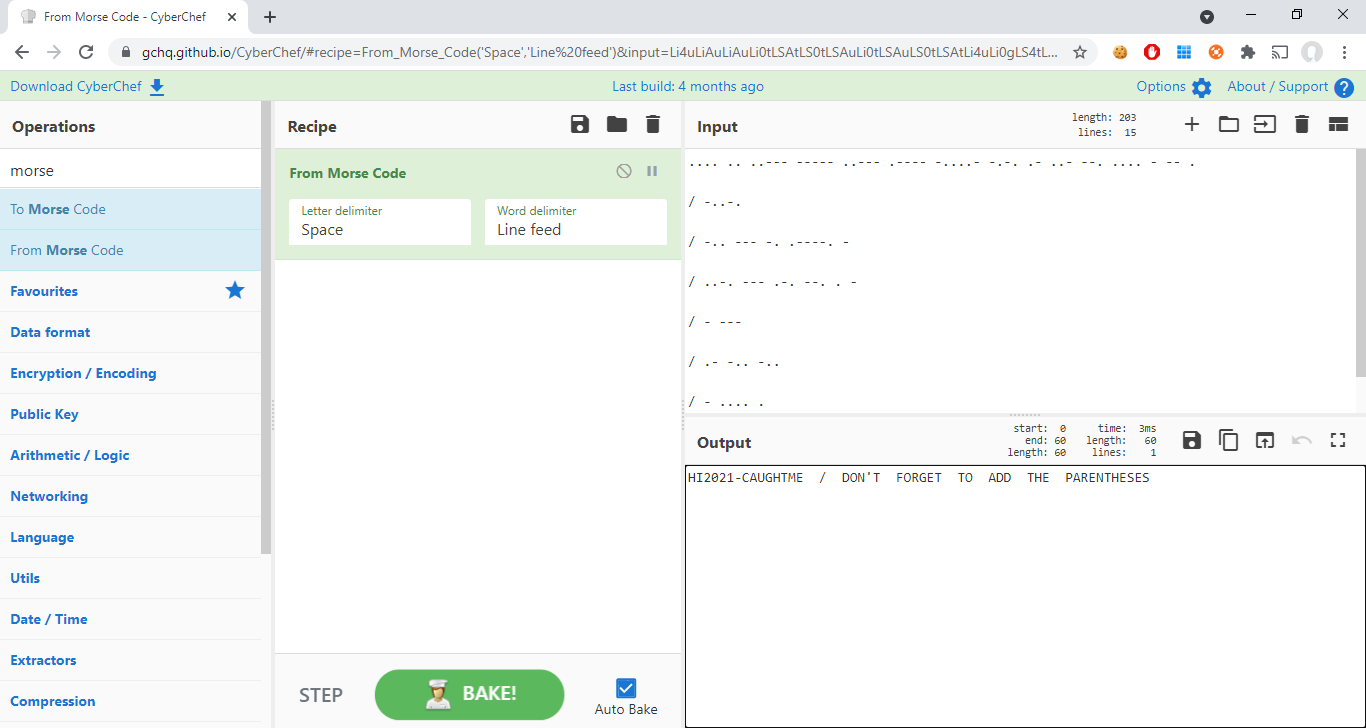 From Morse Code - CyberChef
gchq.github.io/CyberChef/#recipe=From_Morse_Code('Space','Line%20feed')&input=Li4uLiAuLiAuLi0tLSAtLS0tLSAuLi0tLSAuLS0tLSAtLi4uLi0gLS4tL...
Download CyberChef
Last build: 4 months ago
Options
About / Support ?
Operations
morse
To Morse Code
From Morse Code
Favourites
Data format
Encryption / Encoding
Public Key
Arithmetic / Logic
Networking
Language
Utils
Date / Time
Extractors
Compression
Recipe
From Morse Code
Letter delimiter
Space
Word delimiter
Line feed
STEP
BAKE!
Auto Bake
Input
length: 203
lines: 15
.... .. ..--- ----- ..--- .---- -....- -.-. .- ..- --. .... - -- .
/ -..-.
/ -.. --- -. .----. -
/ ..-. --- .-. --. . -
/ - ---
/ .- -.. -..
/ - .... .
Output
start: 0
end: 60
length: 60
time: 3ms
length: 60
lines: 1
HI2021-CAUGHTME / DON'T FORGET TO ADD THE PARENTHESES